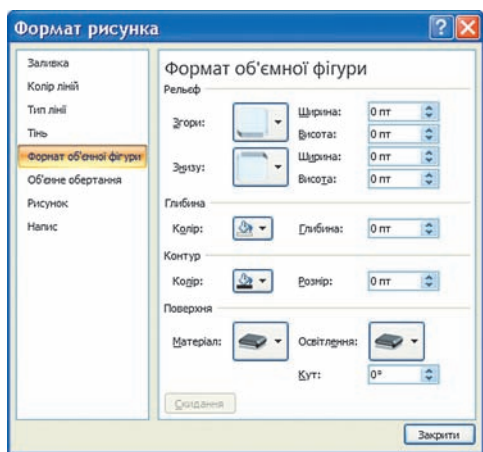 Формат рисунка
Заливка
Колір ліній
Тип лінії
Тінь
Формат об'ємної фігури
Об'ємне обертання
Рисунок
Напис
Формат об'ємної фігури
Рельєф
Згори:
Ширина: 0 пт
Висота: 0 пт
Знизу:
Ширина: 0 пт
Висота: 0 пт
Глибина
Колір:
Глибина: 0 пт
Контур
Колір:
Розмір: 0 пт
Поверхня
Матеріал:
Освітлення:
Кут: 0°
Скидання
Закрити